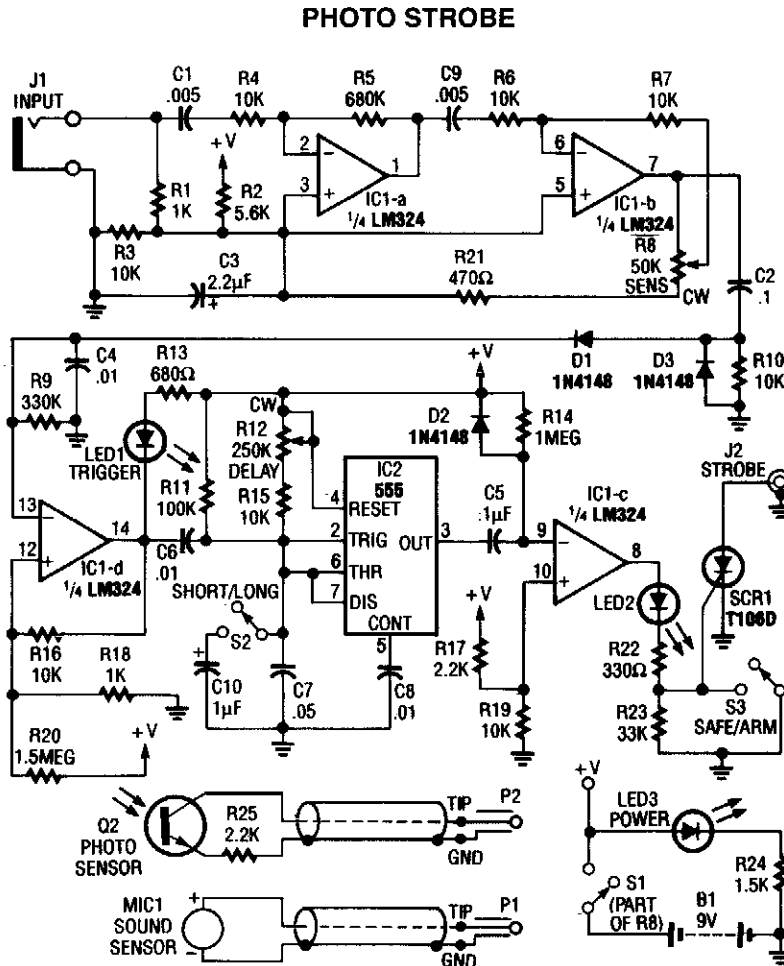 PHOTO STROBE
J1
INPUT
C1
.005
R4
10K
R5
680K
C9
.005
R6
10K
R7
10K
+V
2
3
1
6
5
7
R1
1K
R2
5.6K
IC1-a
1/4 LM324
IC1-b
1/4 LM324
R3
10K
C3
2.2µF
+
R21
470Ω
R8
50K
SENS
CW
C2
.1
C4
.01
R9
330K
R13
680Ω
+V
D1
1N4148
D3
1N4148
R10
10K
LED1
TRIGGER
CW
R12
250K
DELAY
D2
1N4148
R14
1MEG
R11
100K
R15
10K
IC2
555
4
RESET
2
TRIG
OUT
3
6
THR
7
DIS
CONT
5
C5
.1µF
IC1-c
1/4 LM324
9
10
8
J2
STROBE
13
12
14
IC1-d
1/4 LM324
C6
.01
SHORT/LONG
S2
LED2
SCR1
T106D
R16
10K
R18
1K
+
C10
1µF
C7
.05
C8
.01
+V
R17
2.2K
R19
10K
R22
330Ω
R23
33K
S3
SAFE/ARM
R20
1.5MEG
+V
Q2
PHOTO
SENSOR
R25
2.2K
TIP
P2
GND
+V
LED3
POWER
R24
1.5K
S1
(PART
OF R8)
B1
9V
MIC1
SOUND
SENSOR
+
-
TIP
P1
GND